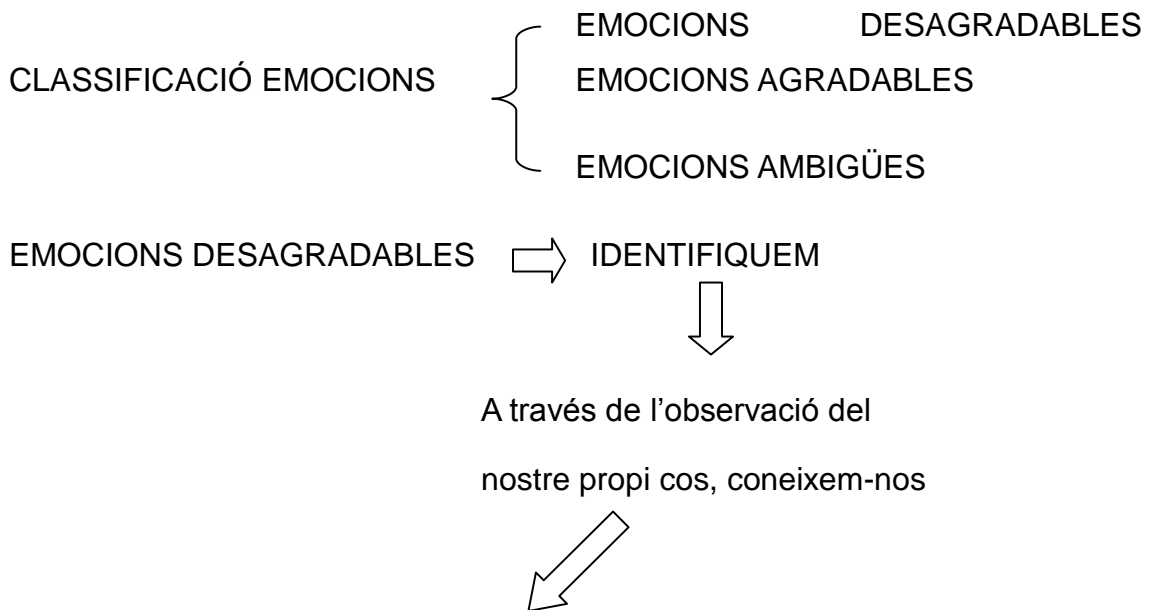 EMOCIONS DESAGRADABLES
CLASSIFICACIÓ EMOCIONS EMOCIONS AGRADABLES
EMOCIONS AMBIGÜES
EMOCIONS DESAGRADABLES IDENTIFIQUEM
A través de l’observació del
nostre propi cos, coneixem-nos